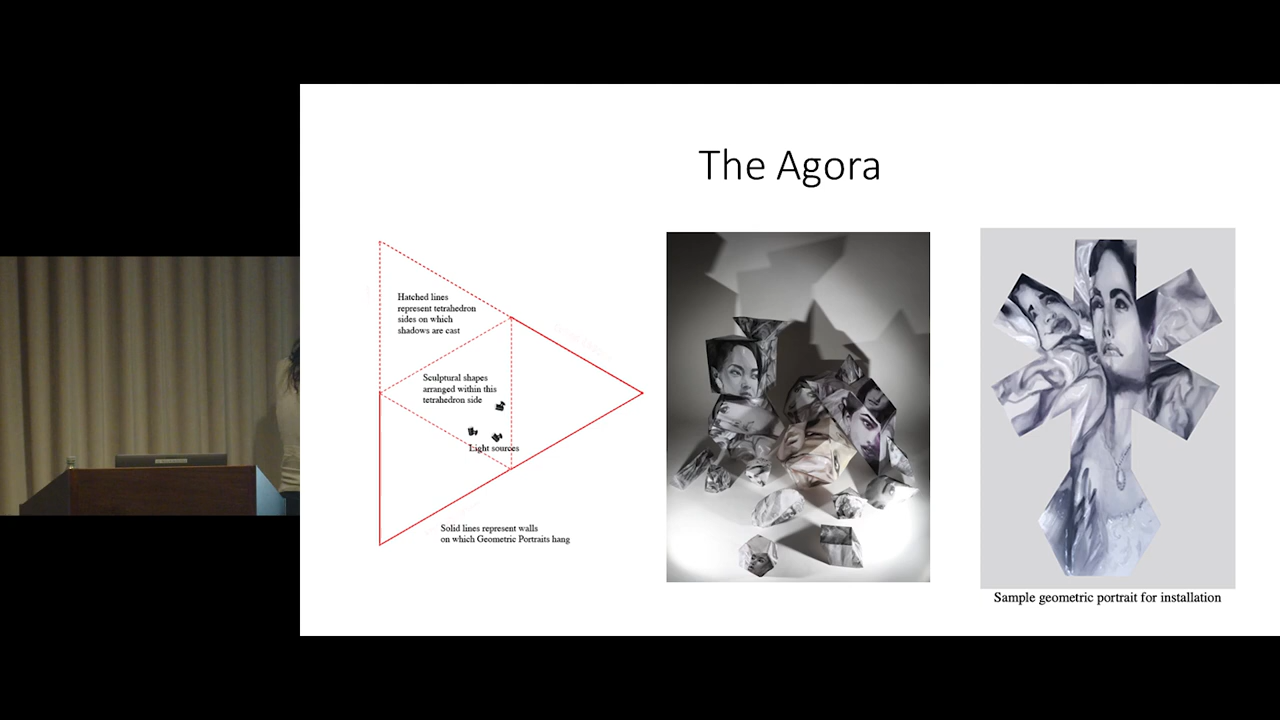 The Agora
Hatched lines
represent tetrahedron
sides on which
shadows are cast
Sculptural shapes
arranged within this
tetrahedron side
Light sources
Solid lines represent walls
on which Geometric Portraits hang
Sample geometric portrait for installation